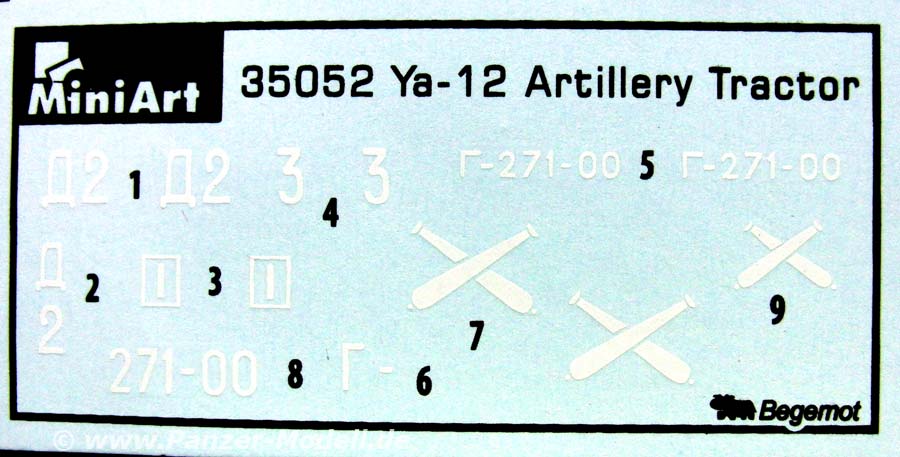 MiniArt
35052 Ya-12 Artillery Tractor
Д2 1 Д2 3 4 3 Г-271-00 5 Г-271-00
Д
2
2 I 3 I
7
9
271-00 8 Г- 6
Begemot
© www.Panzer-Modell.de